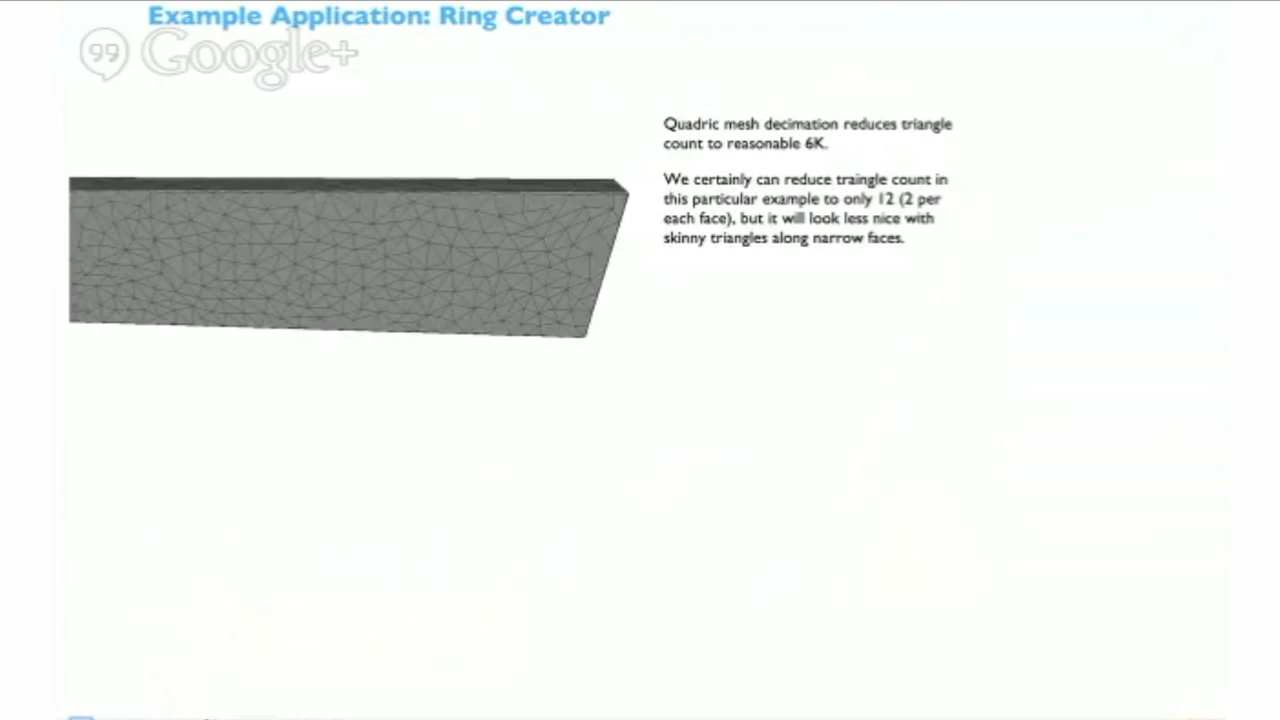 Example Application: Ring Creator
Google+
Quadric mesh decimation reduces triangle
count to reasonable 6K.
We certainly can reduce traingle count in
this particular example to only 12 (2 per
each face), but it will look less nice with
skinny triangles along narrow faces.